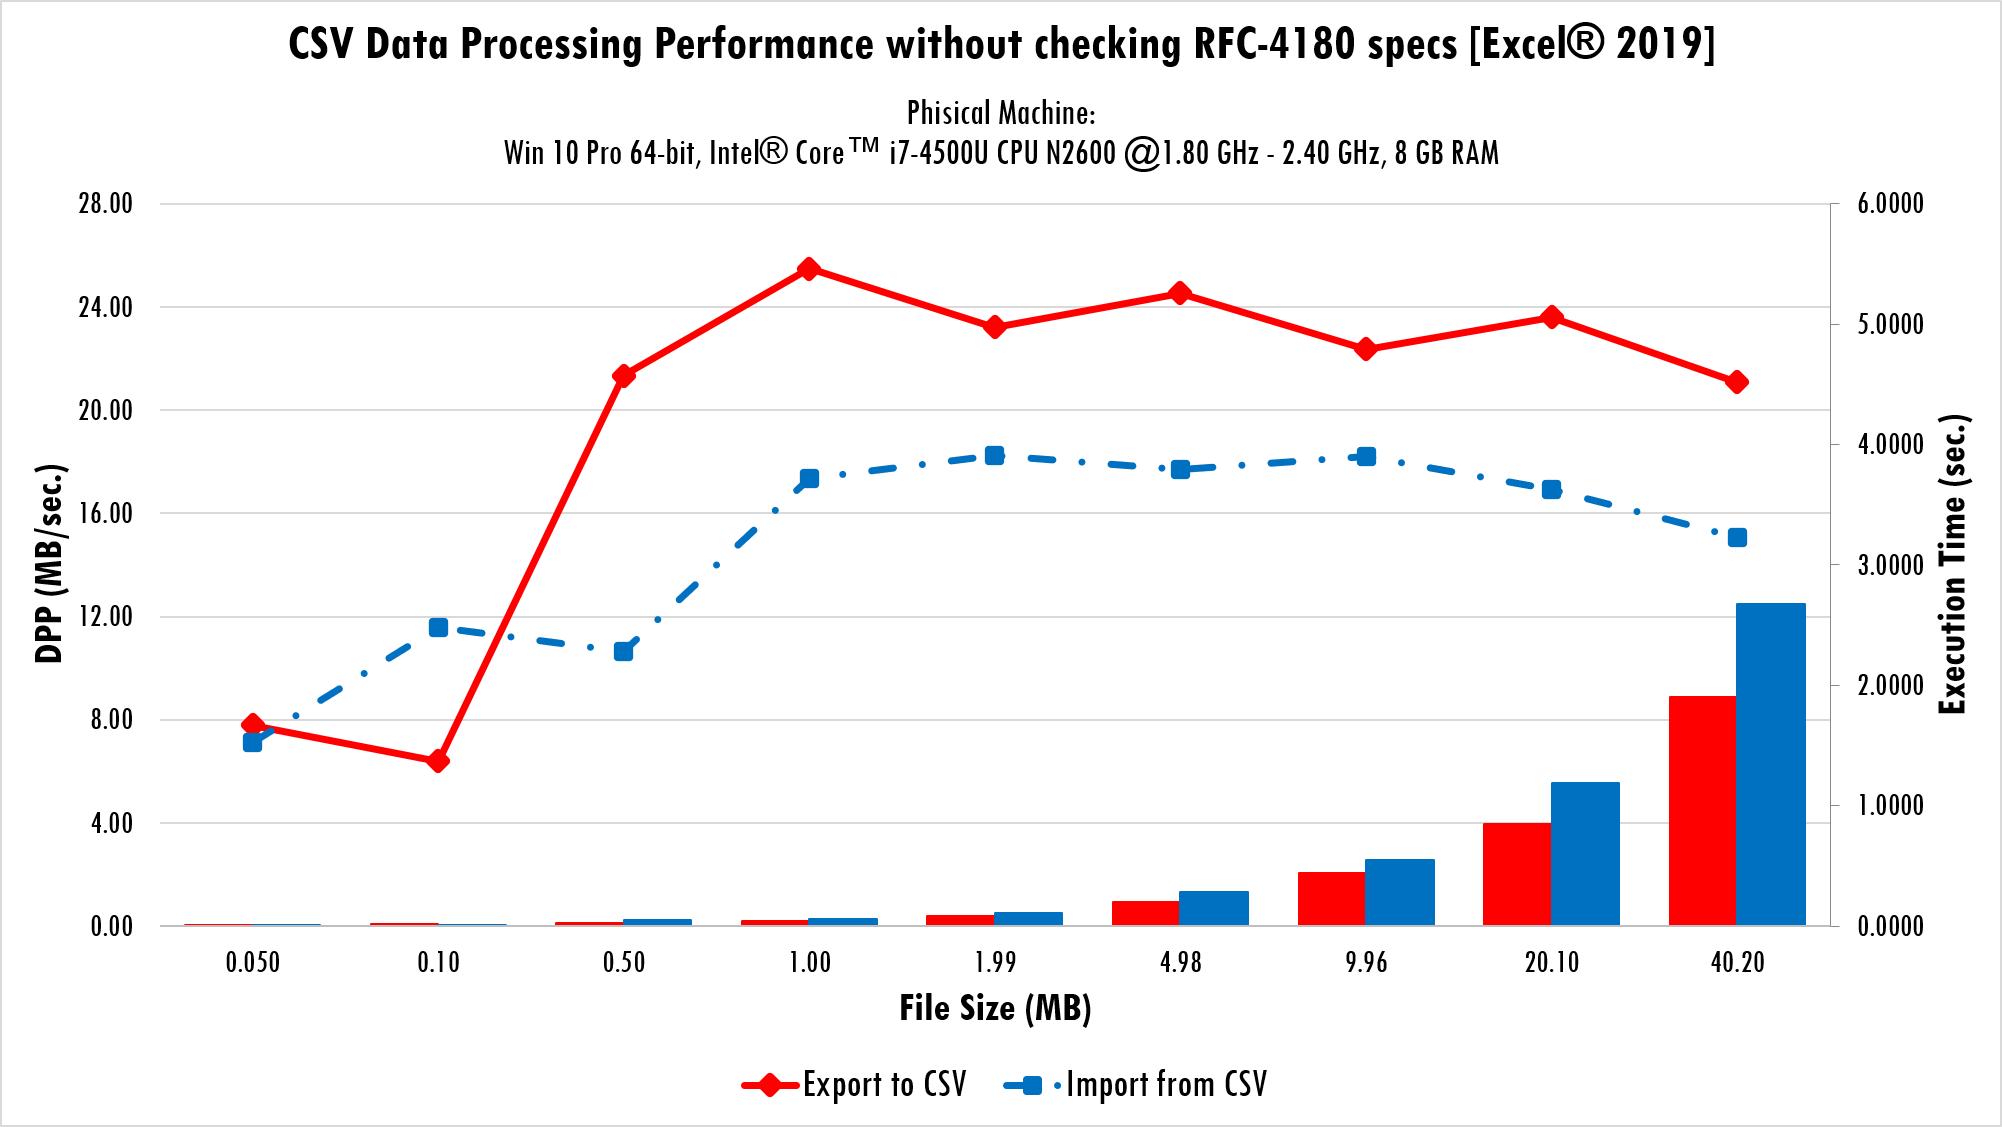 CSV Data Processing Performance without checking RFC-4180 specs [Excel® 2019]
Phisical Machine:
Win 10 Pro 64-bit, Intel® Core™ i7-4500U CPU N2600 @1.80 GHz - 2.40 GHz, 8 GB RAM
28.00
24.00
20.00
16.00
12.00
8.00
4.00
0.00
DPP (MB/sec.)
6.0000
5.0000
4.0000
3.0000
2.0000
1.0000
0.0000
Execution Time (sec.)
0.050 0.10 0.50 1.00 1.99 4.98 9.96 20.10 40.20
File Size (MB)
Export to CSV Import from CSV